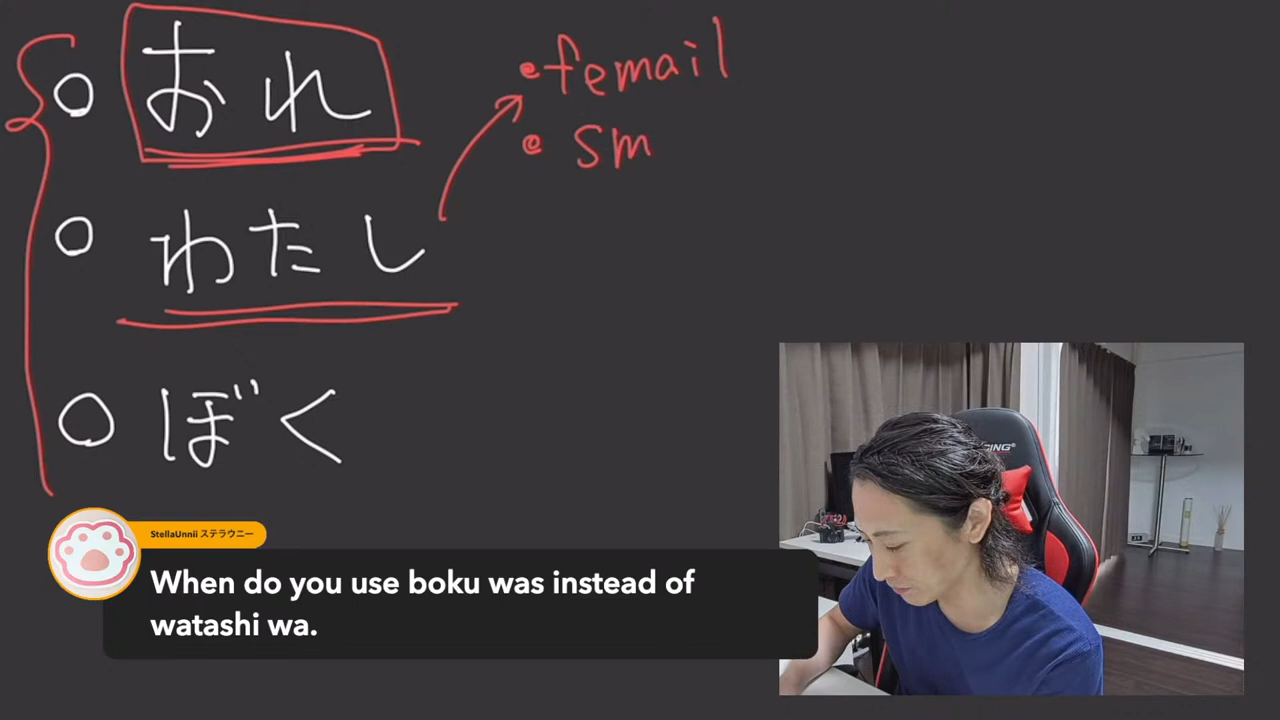 おれ
・femail
・sm
わたし
ぼく
StellaUnnii ステラウニー
When do you use boku was instead of
watashi wa.